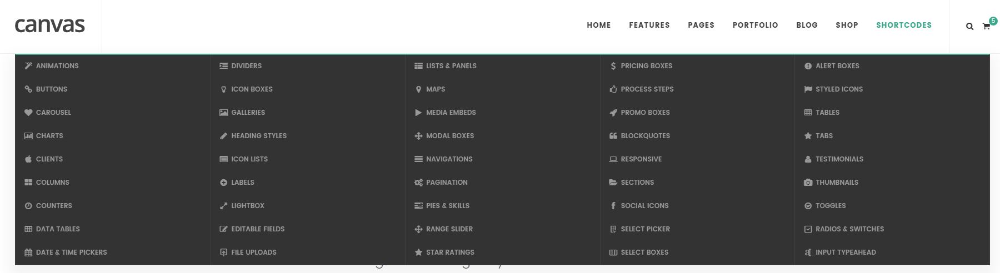 canvas
HOME FEATURES PAGES PORTFOLIO BLOG SHOP SHORTCODES 5
ANIMATIONS
BUTTONS
CAROUSEL
CHARTS
CLIENTS
COLUMNS
COUNTERS
DATA TABLES
DATE & TIME PICKERS
DIVIDERS
ICON BOXES
GALLERIES
HEADING STYLES
ICON LISTS
LABELS
LIGHTBOX
EDITABLE FIELDS
FILE UPLOADS
LISTS & PANELS
MAPS
MEDIA EMBEDS
MODAL BOXES
NAVIGATIONS
PAGINATION
PIES & SKILLS
RANGE SLIDER
STAR RATINGS
PRICING BOXES
PROCESS STEPS
PROMO BOXES
BLOCKQUOTES
RESPONSIVE
SECTIONS
SOCIAL ICONS
SELECT PICKER
SELECT BOXES
ALERT BOXES
STYLED ICONS
TABLES
TABS
TESTIMONIALS
THUMBNAILS
TOGGLES
RADIOS & SWITCHES
INPUT TYPEAHEAD